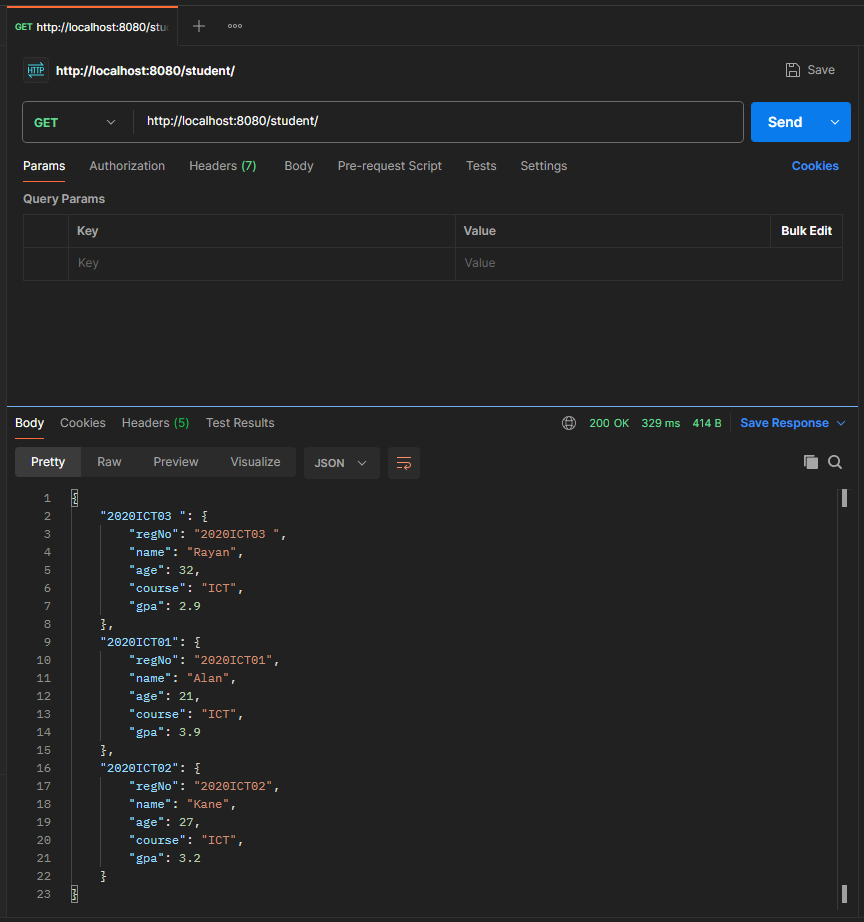 GET http://localhost:8080/stu
HTTP http://localhost:8080/student/ Save
GET http://localhost:8080/student/ Send
Params Authorization Headers (7) Body Pre-request Script Tests Settings Cookies
Query Params
Key Value Bulk Edit
Key Value
Body Cookies Headers (5) Test Results 200 OK 329 ms 414 B Save Response
Pretty Raw Preview Visualize JSON
1 {
2 "2020ICT03 ": {
3 "regNo": "2020ICT03 ",
4 "name": "Rayan",
5 "age": 32,
6 "course": "ICT",
7 "gpa": 2.9
8 },
9 "2020ICT01": {
10 "regNo": "2020ICT01",
11 "name": "Alan",
12 "age": 21,
13 "course": "ICT",
14 "gpa": 3.9
15 },
16 "2020ICT02": {
17 "regNo": "2020ICT02",
18 "name": "Kane",
19 "age": 27,
20 "course": "ICT",
21 "gpa": 3.2
22 }
23 }